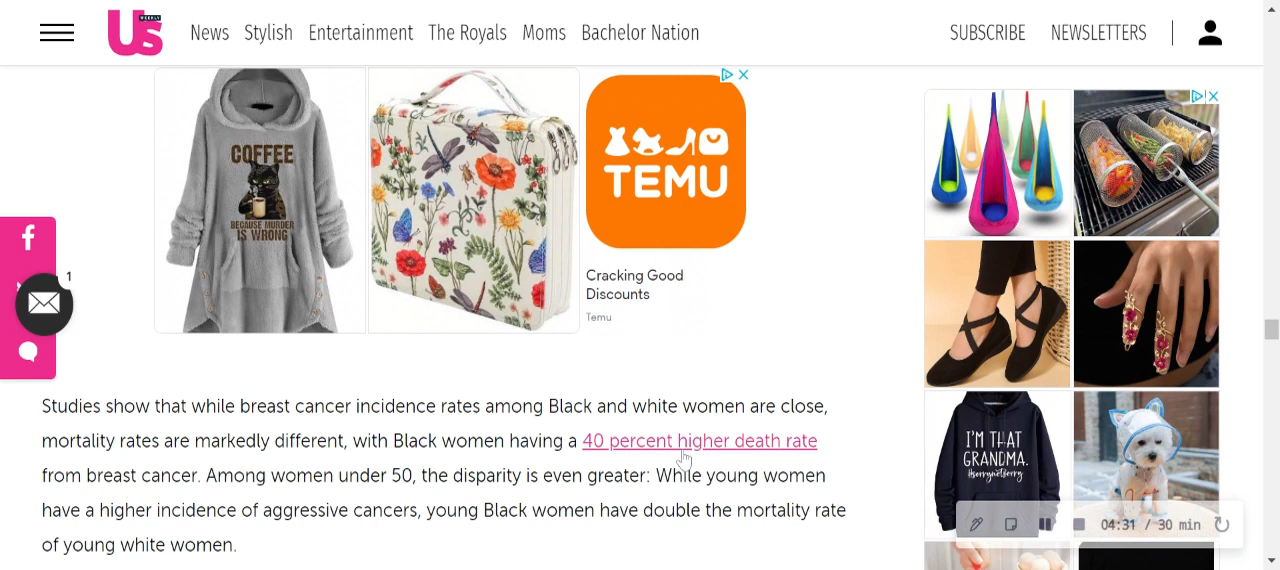 Us WEEKLY
News Stylish Entertainment The Royals Moms Bachelor Nation SUBSCRIBE NEWSLETTERS
COFFEE
BECAUSE MURDER
IS WRONG
TEMU
Cracking Good
Discounts
Temu
1
I'M THAT
GRANDMA.
#sorrynotsorry
Studies show that while breast cancer incidence rates among Black and white women are close,
mortality rates are markedly different, with Black women having a 40 percent higher death rate
from breast cancer. Among women under 50, the disparity is even greater: While young women
have a higher incidence of aggressive cancers, young Black women have double the mortality rate
of young white women.
04:31 / 30 min